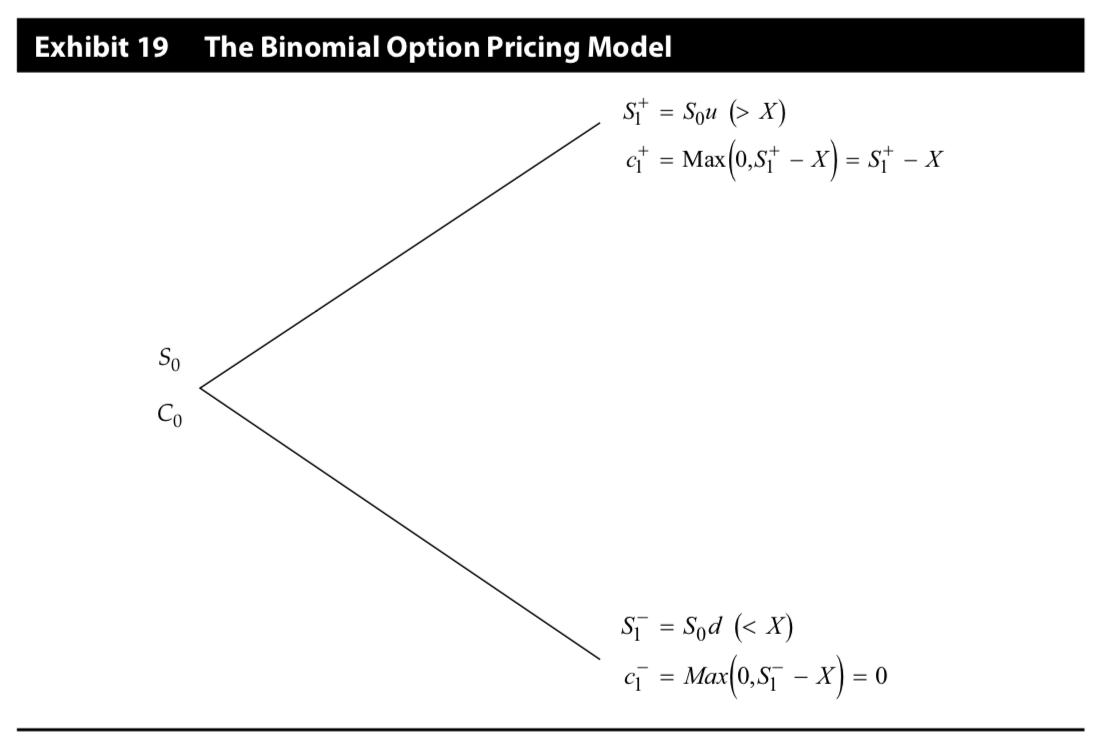 Exhibit 19 The Binomial Option Pricing Model
S₁⁺ = S₀u (> X)
c₁⁺ = Max(0,S₁⁺ − X) = S₁⁺ − X
S₀
C₀
S₁⁻ = S₀d (< X)
c₁⁻ = Max(0,S₁⁻ − X) = 0